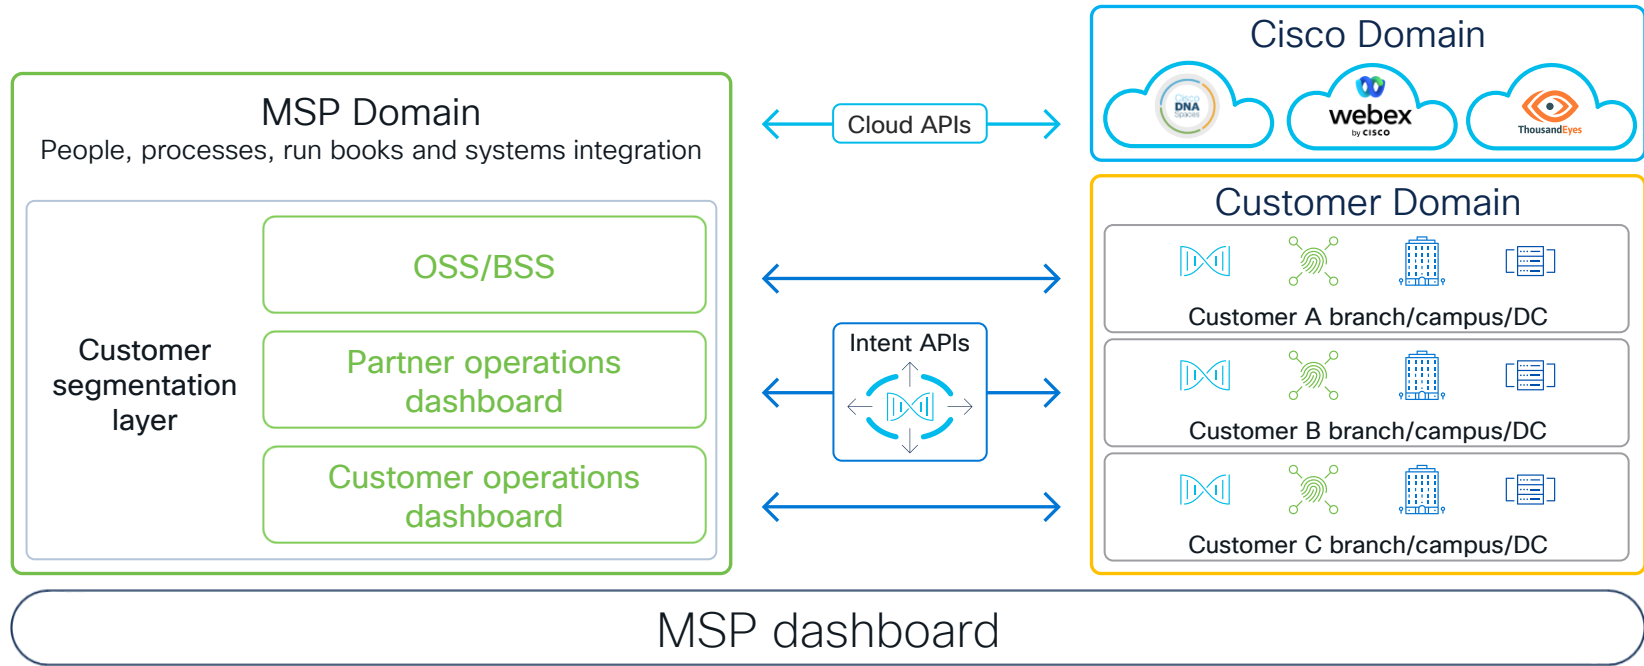 Cisco Domain
Cisco
DNA
Spaces
webex
by CISCO
ThousandEyes
MSP Domain
People, processes, run books and systems integration
Cloud APIs
Customer
segmentation
layer
OSS/BSS
Partner operations
dashboard
Customer operations
dashboard
Intent APIs
Customer Domain
Customer A branch/campus/DC
Customer B branch/campus/DC
Customer C branch/campus/DC
MSP dashboard